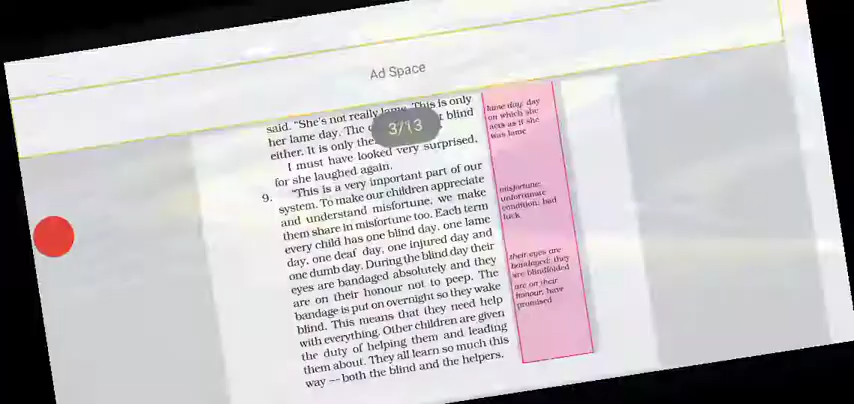 Ad Space
said. "She's not really lame. This is only
her lame day. The blind
either. It is only the
3/13
I must have looked very surprised,
for she laughed again.
9. "This is a very important part of our
system. To make our children appreciate
and understand misfortune, we make
them share in misfortune too. Each term
every child has one blind day, one lame
day, one deaf day, one injured day and
one dumb day. During the blind day their
eyes are bandaged absolutely and they
are on their honour not to peep. The
bandage is put on overnight so they wake
blind. This means that they need help
with everything. Other children are given
the duty of helping them and leading
them about. They all learn so much this
way — both the blind and the helpers.
lame day: day
on which she
acts as if she
was lame
misfortune:
unfortunate
condition; bad
luck
their eyes are
bandaged: they
are blindfolded
are on their
honour: have
promised